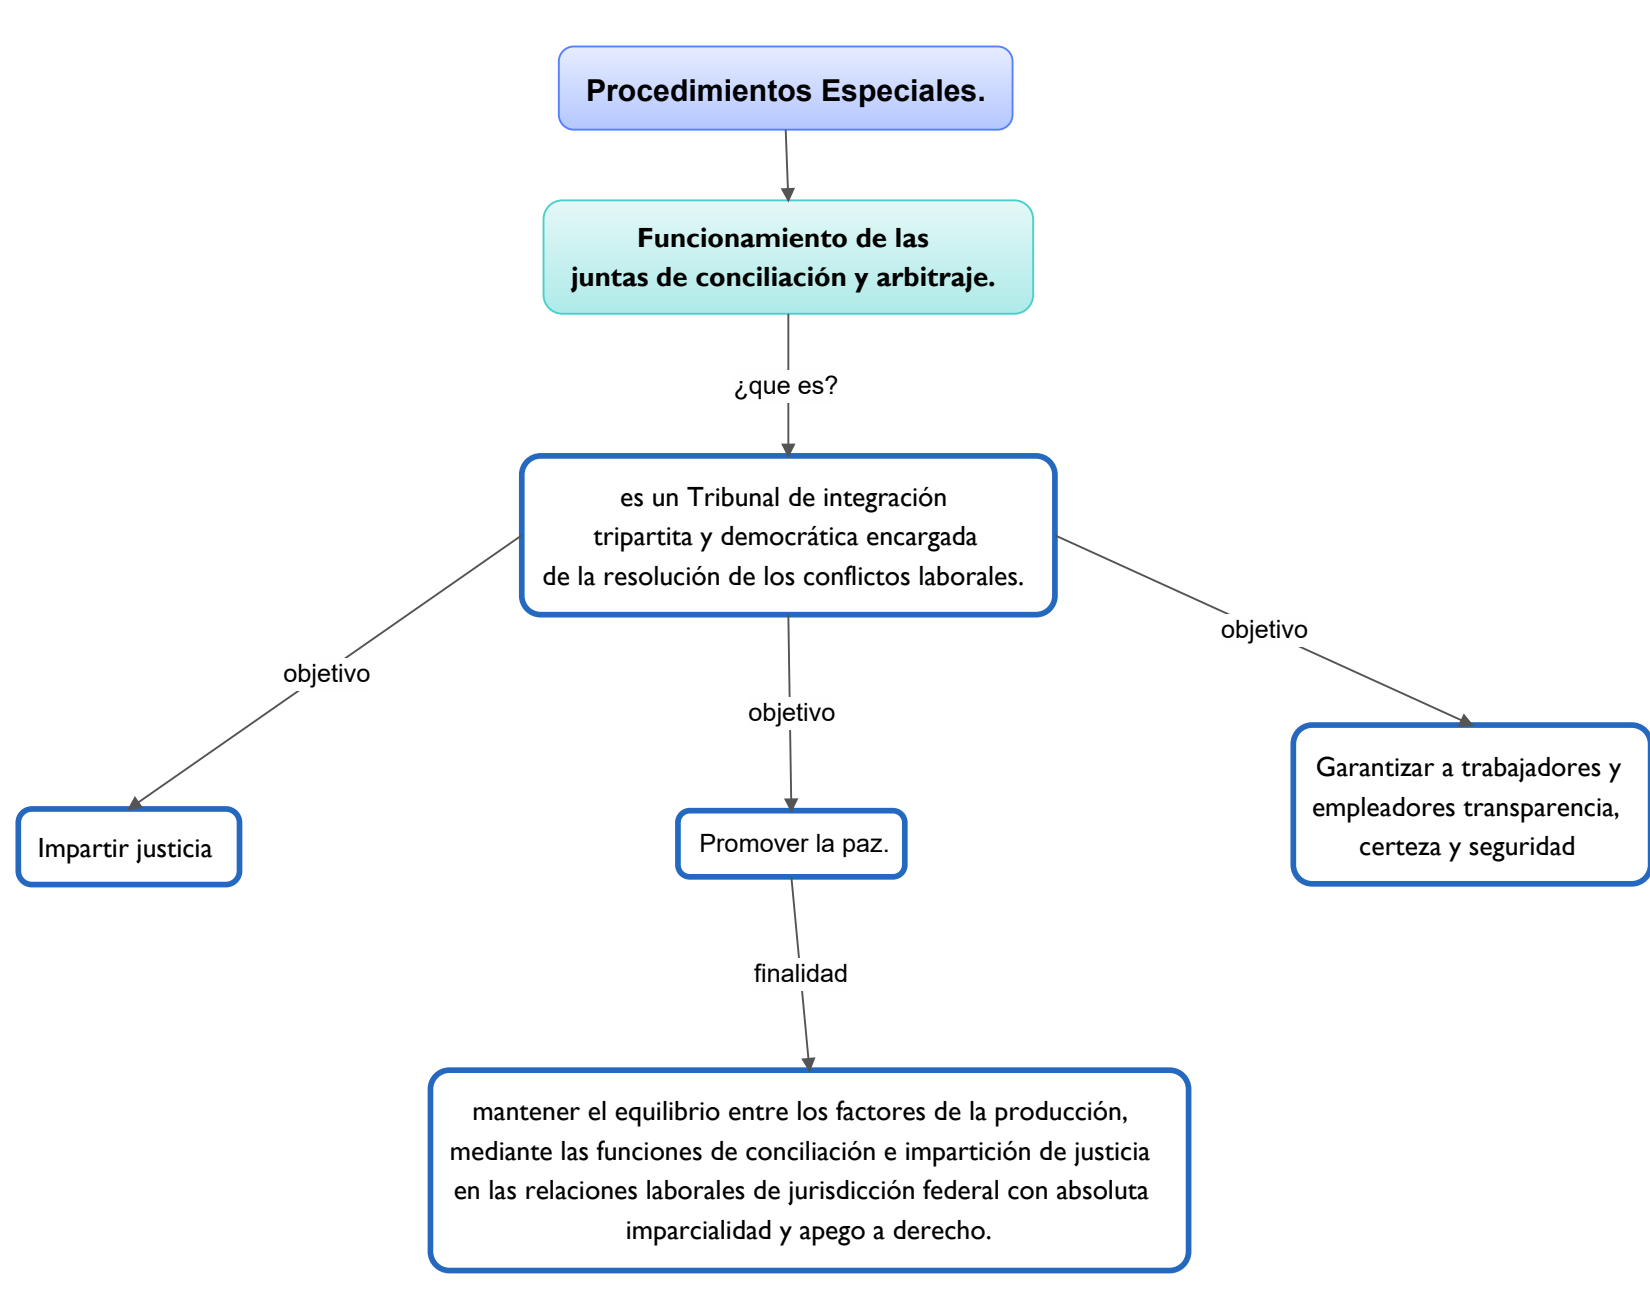 Procedimientos Especiales.
Funcionamiento de las
juntas de conciliación y arbitraje.
¿que es?
es un Tribunal de integración
tripartita y democrática encargada
de la resolución de los conflictos laborales.
objetivo
objetivo
objetivo
Impartir justicia
Promover la paz.
Garantizar a trabajadores y
empleadores transparencia,
certeza y seguridad
finalidad
mantener el equilibrio entre los factores de la producción,
mediante las funciones de conciliación e impartición de justicia
en las relaciones laborales de jurisdicción federal con absoluta
imparcialidad y apego a derecho.